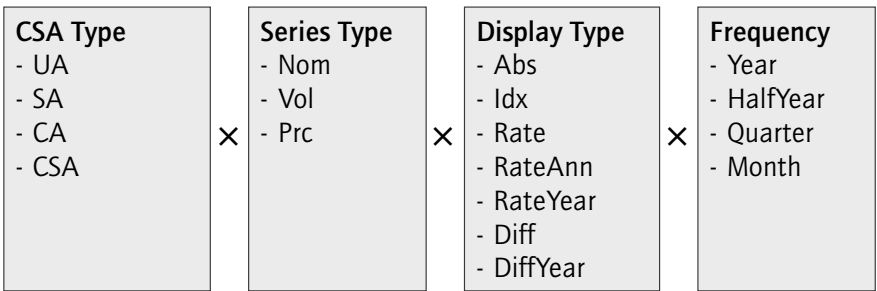 CSA Type
- UA
- SA
- CA
- CSA
×
Series Type
- Nom
- Vol
- Prc
×
Display Type
- Abs
- Idx
- Rate
- RateAnn
- RateYear
- Diff
- DiffYear
×
Frequency
- Year
- HalfYear
- Quarter
- Month